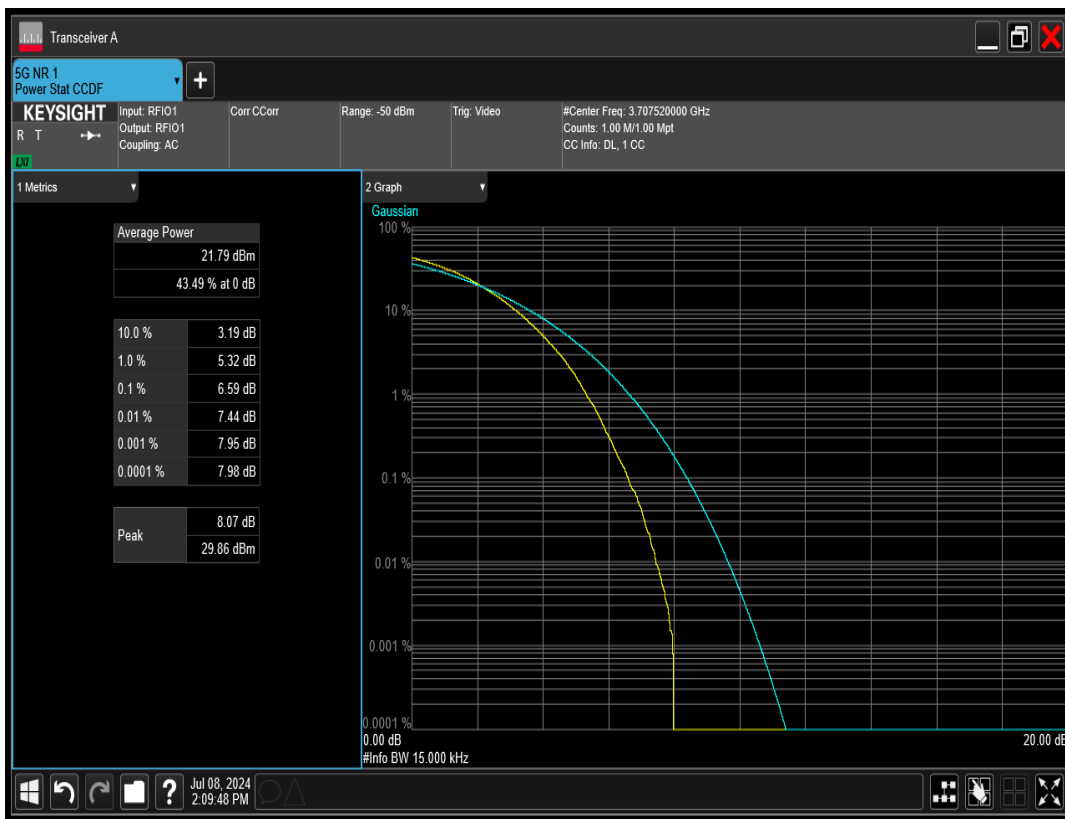 Transceiver A
5G NR 1
Power Stat CCDF
+
KEYSIGHT
R T
LXI
Input: RFIO1
Output: RFIO1
Coupling: AC
Corr CCorr
Range: -50 dBm
Trig: Video
#Center Freq: 3.707520000 GHz
Counts: 1.00 M/1.00 Mpt
CC Info: DL, 1 CC
1 Metrics
Average Power
21.79 dBm
43.49 % at 0 dB
10.0 % 3.19 dB
1.0 % 5.32 dB
0.1 % 6.59 dB
0.01 % 7.44 dB
0.001 % 7.95 dB
0.0001 % 7.98 dB
Peak
8.07 dB
29.86 dBm
2 Graph
Gaussian
100 %
10 %
1 %
0.1 %
0.01 %
0.001 %
0.0001 %
0.00 dB 20.00 dB
#Info BW 15.000 kHz
?
Jul 08, 2024
2:09:48 PM